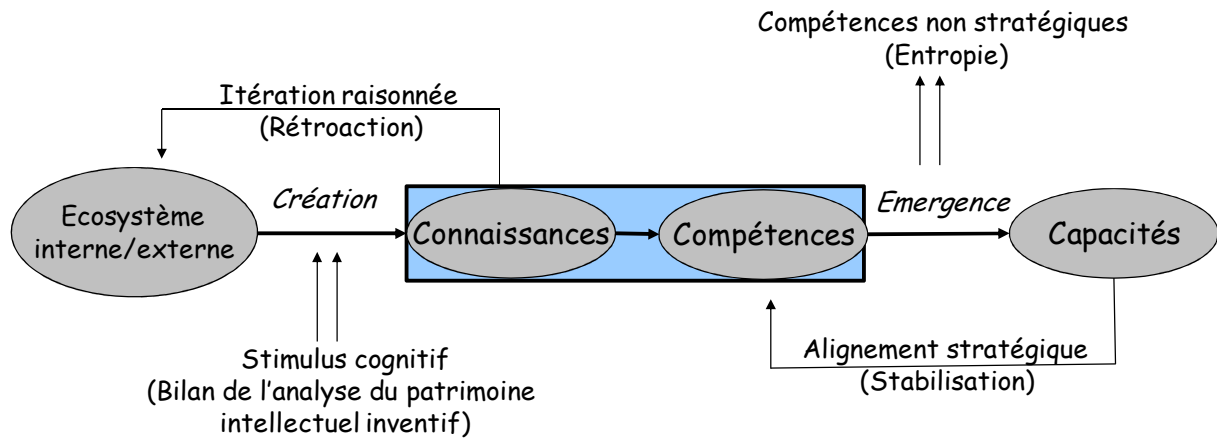 Compétences non stratégiques
(Entropie)
Itération raisonnée
(Rétroaction)
Création
Emergence
Ecosystème
interne/externe
Connaissances
Compétences
Capacités
Stimulus cognitif
(Bilan de l'analyse du patrimoine
intellectuel inventif)
Alignement stratégique
(Stabilisation)